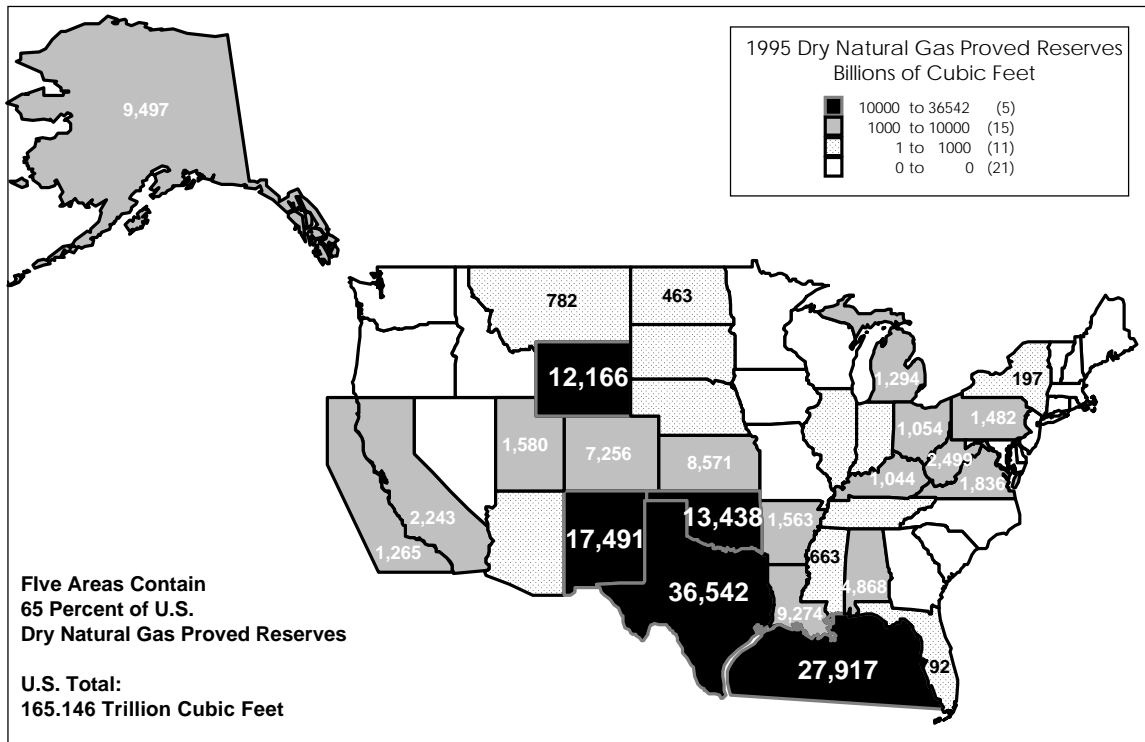 1995 Dry Natural Gas Proved Reserves
Billions of Cubic Feet
10000 to 36542 (5)
1000 to 10000 (15)
1 to 1000 (11)
0 to 0 (21)
9,497
782
463
12,166
1,294
197
1,580
7,256
8,571
1,054
1,482
2,499
1,044
1,836
2,243
1,265
17,491
13,438
1,563
663
36,542
9,274
4,868
27,917
92
FIve Areas Contain
65 Percent of U.S.
Dry Natural Gas Proved Reserves
U.S. Total:
165.146 Trillion Cubic Feet